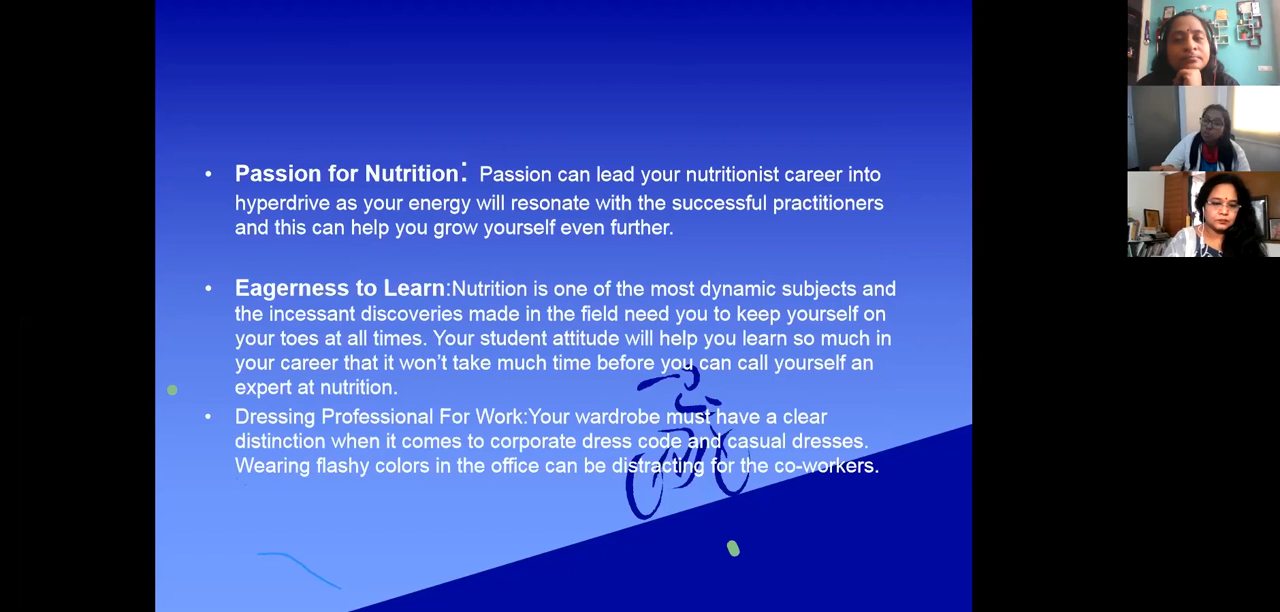 • Passion for Nutrition: Passion can lead your nutritionist career into
hyperdrive as your energy will resonate with the successful practitioners
and this can help you grow yourself even further.
• Eagerness to Learn:Nutrition is one of the most dynamic subjects and
the incessant discoveries made in the field need you to keep yourself on
your toes at all times. Your student attitude will help you learn so much in
your career that it won’t take much time before you can call yourself an
expert at nutrition.
• Dressing Professional For Work:Your wardrobe must have a clear
distinction when it comes to corporate dress code and casual dresses.
Wearing flashy colors in the office can be distracting for the co-workers.